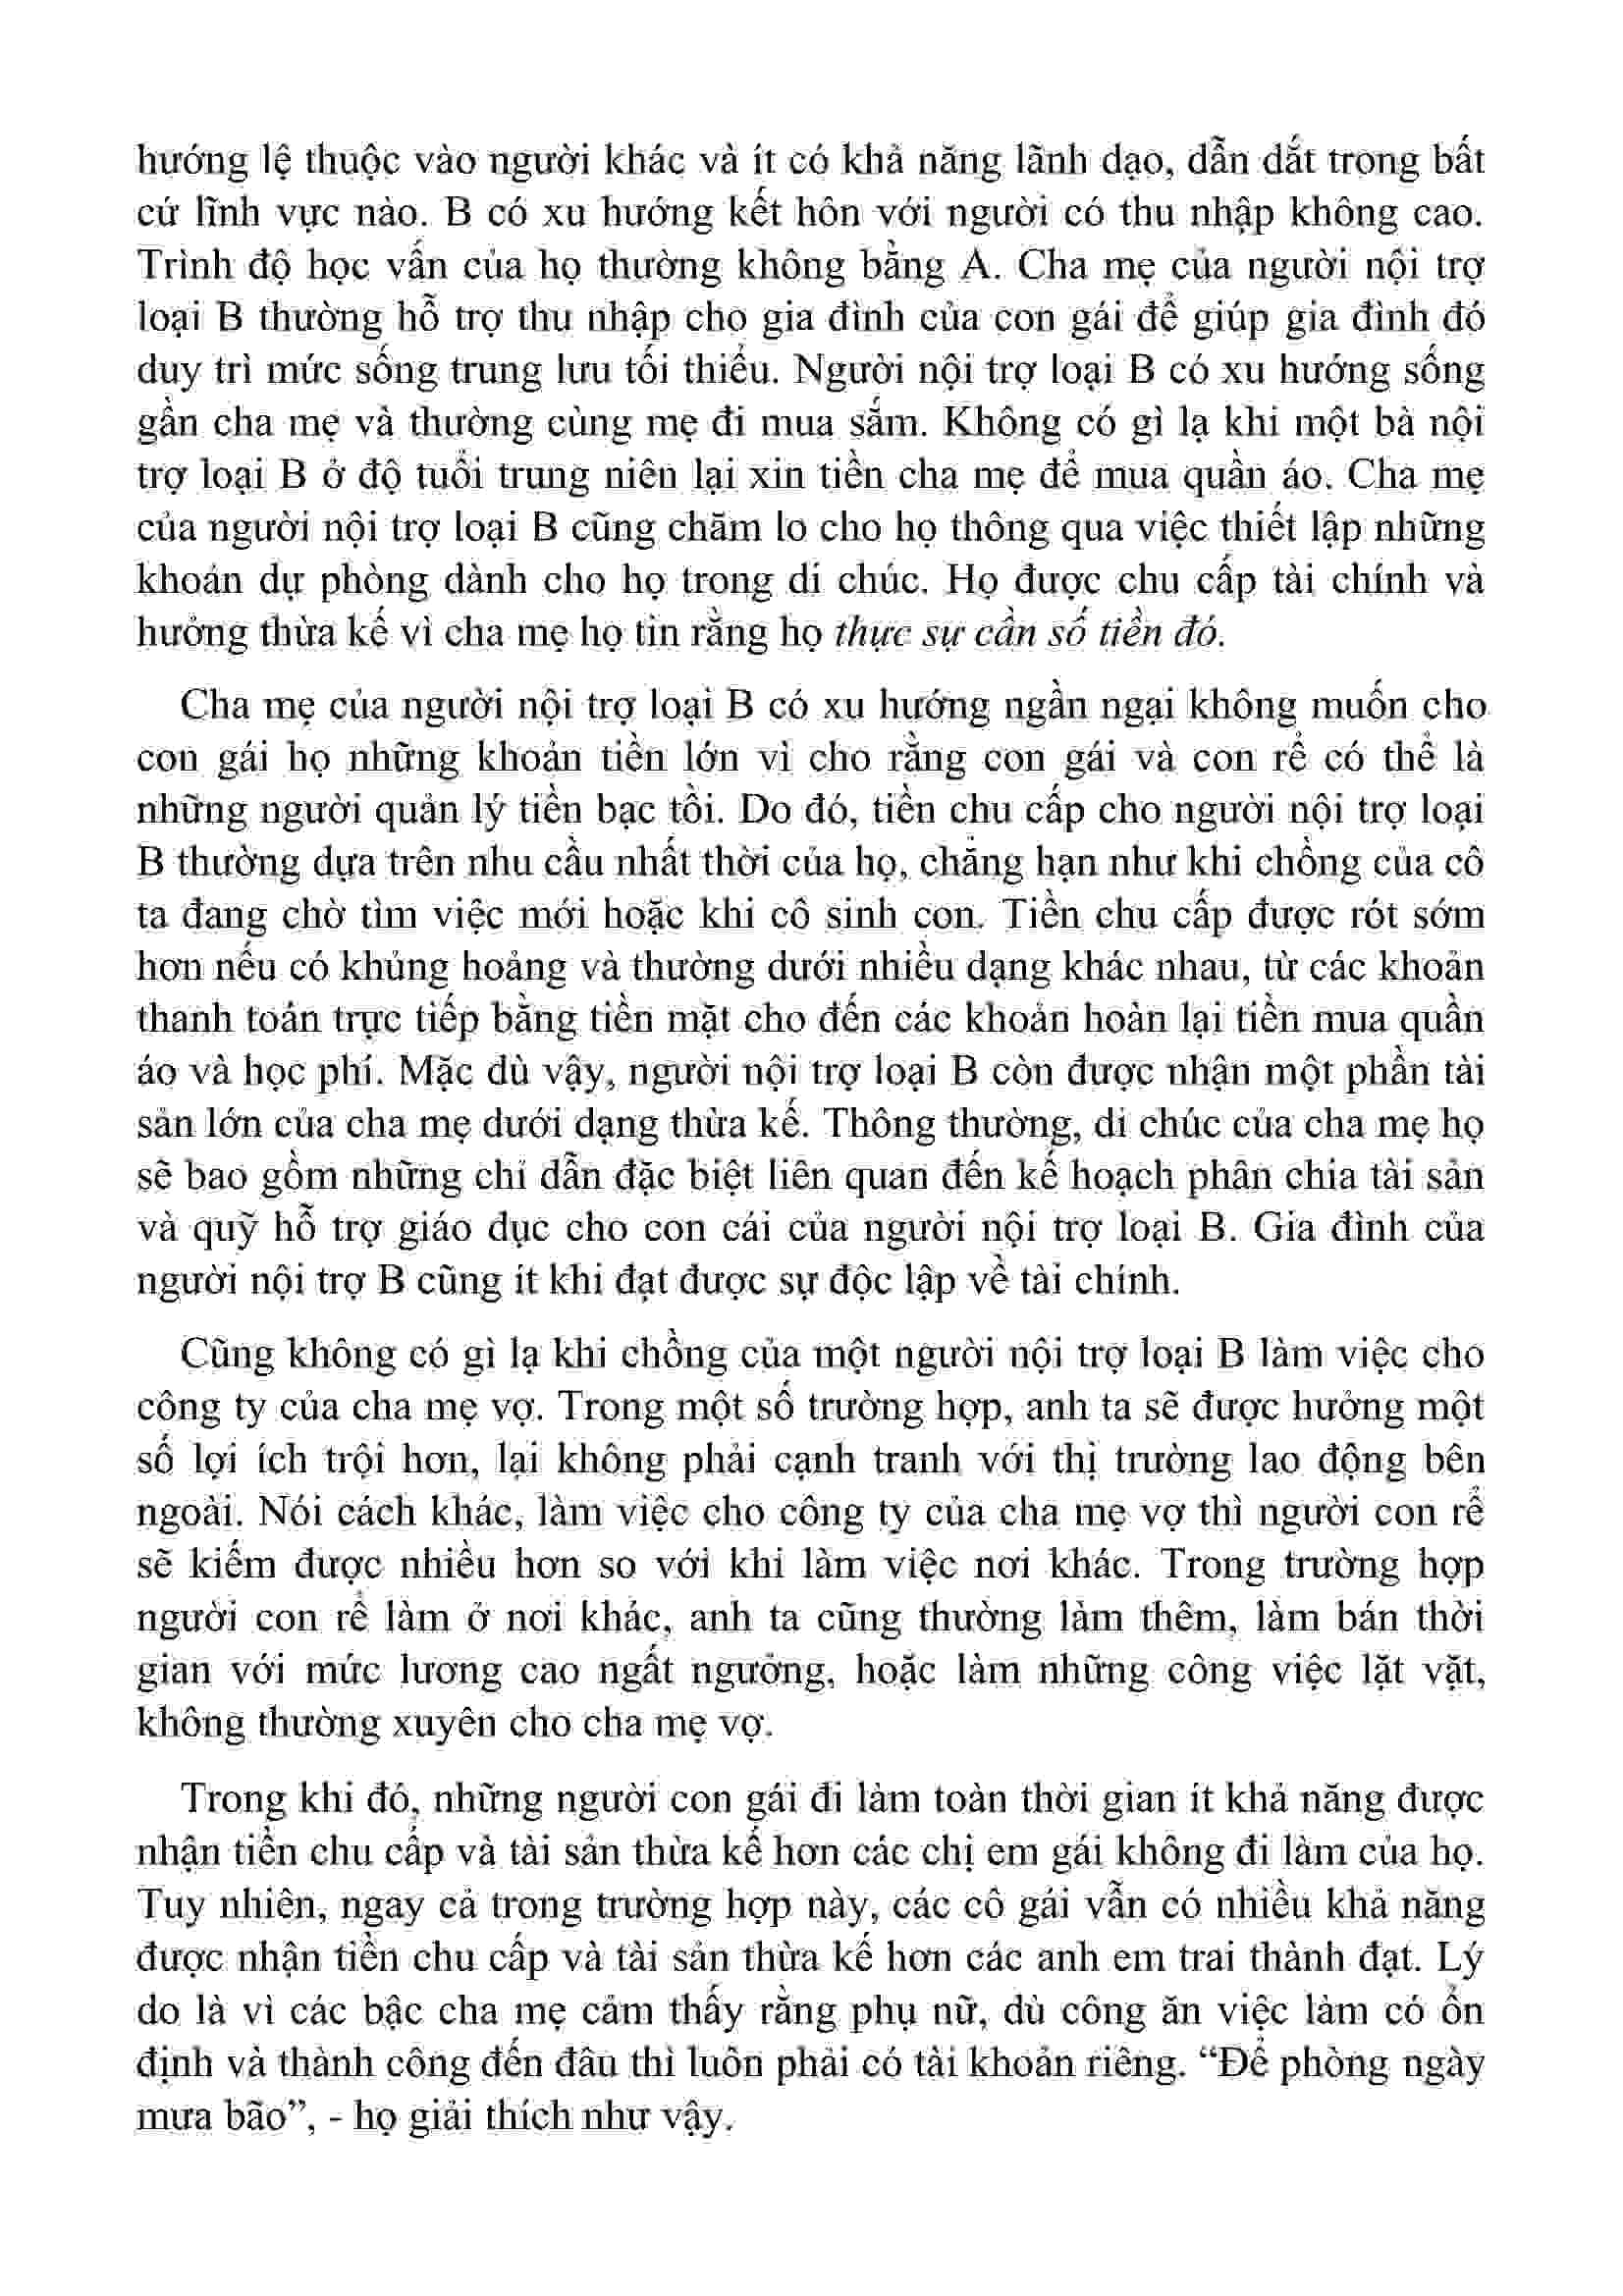 hướng lệ thuộc vào người khác và ít có khả năng lãnh dạo, dẫn dắt trong bất
cứ lĩnh vực nào. B có xu hướng kết hôn với người có thu nhập không cao.
Trình độ học vấn của họ thường không bằng A. Cha mẹ của người nội trợ
loại B thường hỗ trợ thu nhập cho gia đình của con gái để giúp gia đình đó
duy trì mức sống trung lưu tối thiểu. Người nội trợ loại B có xu hướng sống
gần cha mẹ và thường cùng mẹ đi mua sắm. Không có gì lạ khi một bà nội
trợ loại B ở độ tuổi trung niên lại xin tiền cha mẹ để mua quần áo. Cha mẹ
của người nội trợ loại B cũng chăm lo cho họ thông qua việc thiết lập những
khoản dự phòng dành cho họ trong di chúc. Họ được chu cấp tài chính và
hưởng thừa kế vì cha mẹ họ tin rằng họ thực sự cần số tiền đó.
Cha mẹ của người nội trợ loại B có xu hướng ngần ngại không muốn cho
con gái họ những khoản tiền lớn vì cho rằng con gái và con rể có thể là
những người quản lý tiền bạc tồi. Do đó, tiền chu cấp cho người nội trợ loại
B thường dựa trên nhu cầu nhất thời của họ, chẳng hạn như khi chồng của cô
ta đang chờ tìm việc mới hoặc khi cô sinh con. Tiền chu cấp được rót sớm
hơn nếu có khủng hoảng và thường dưới nhiều dạng khác nhau, từ các khoản
thanh toán trực tiếp bằng tiền mặt cho đến các khoản hoàn lại tiền mua quần
áo và học phí. Mặc dù vậy, người nội trợ loại B còn được nhận một phần tài
sản lớn của cha mẹ dưới dạng thừa kế. Thông thường, di chúc của cha mẹ họ
sẽ bao gồm những chỉ dẫn đặc biệt liên quan đến kế hoạch phân chia tài sản
và quỹ hỗ trợ giáo dục cho con cái của người nội trợ loại B. Gia đình của
người nội trợ B cũng ít khi đạt được sự độc lập về tài chính.
Cũng không có gì lạ khi chồng của một người nội trợ loại B làm việc cho
công ty của cha mẹ vợ. Trong một số trường hợp, anh ta sẽ được hưởng một
số lợi ích trội hơn, lại không phải cạnh tranh với thị trường lao động bên
ngoài. Nói cách khác, làm việc cho công ty của cha mẹ vợ thì người con rể
sẽ kiếm được nhiều hơn so với khi làm việc nơi khác. Trong trường hợp
người con rể làm ở nơi khác, anh ta cũng thường làm thêm, làm bán thời
gian với mức lương cao ngất ngưởng, hoặc làm những công việc lặt vặt,
không thường xuyên cho cha mẹ vợ.
Trong khi đó, những người con gái đi làm toàn thời gian ít khả năng được
nhận tiền chu cấp và tài sản thừa kế hơn các chị em gái không đi làm của họ.
Tuy nhiên, ngay cả trong trường hợp này, các cô gái vẫn có nhiều khả năng
được nhận tiền chu cấp và tài sản thừa kế hơn các anh em trai thành đạt. Lý
do là vì các bậc cha mẹ cảm thấy rằng phụ nữ, dù công ăn việc làm có ổn
định và thành công đến đâu thì luôn phải có tài khoản riêng. “Để phòng ngày
mưa bão”, - họ giải thích như vậy.